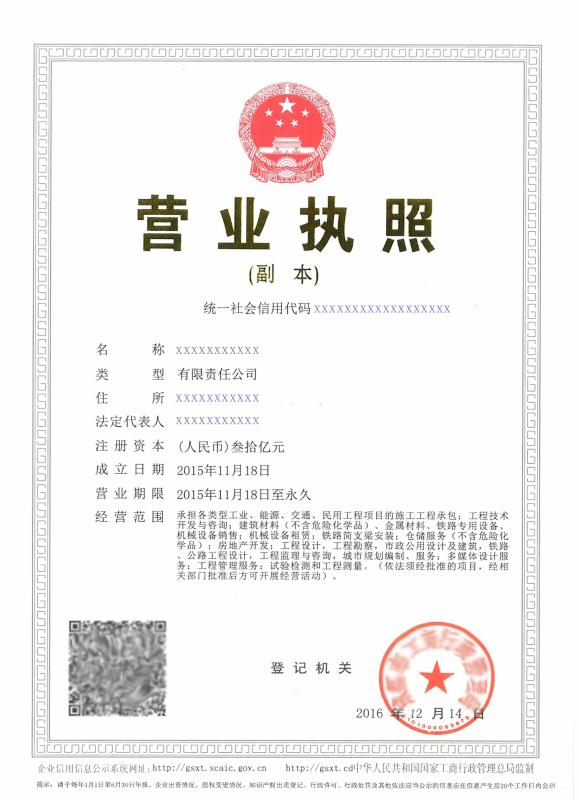 营业执照
(副 本)
统一社会信用代码 XXXXXXXXXXXXXXXXXX
名 称 XXXXXXXXXXX
类 型 有限责任公司
住 所 XXXXXXXXXXX
法定代表人 XXXXXXXXXXX
注册资本 (人民币)叁拾亿元
成立日期 2015年11月18日
营业期限 2015年11月18日至永久
经营范围 承担各类型工业、能源、交通、民用工程项目的施工工程承包；工程技术
开发与咨询；建筑材料（不含危险化学品）、金属材料、铁路专用设备、
机械设备销售；机械设备租赁；铁路简支梁安装；仓储服务（不含危险化
学品）；房地产开发；工程设计，工程勘察，市政公用设计及建筑，铁路
、公路工程设计，工程监理与咨询，城市规划编制、服务；多媒体设计服
务；工程管理服务；试验检测和工程测量。（依法须经批准的项目，经相
关部门批准后方可开展经营活动）。
登记机关
2016 年 12 月 14 日
企业信用信息公示系统网址:http://gsxt.scaic.gov.cn http://gsxt.cd中华人民共和国国家工商行政管理总局监制
提示：请于每年1月1日至6月30日年报。企业出资情况、股权变更情况、知识产权出质登记、行政许可、行政处罚及其他依法应当公示的信息应在信息产生后20个工作日内公示